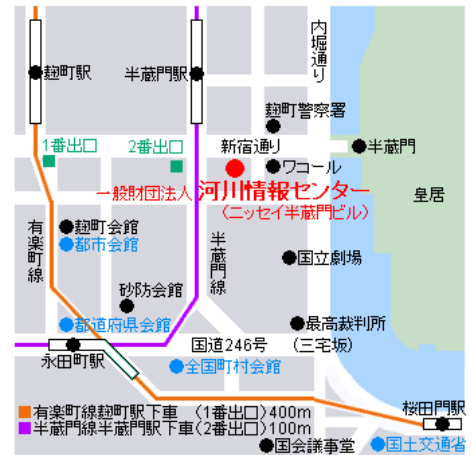 内堀通り
麹町駅
半蔵門駅
麹町警察署
1番出口
2番出口
新宿通り
半蔵門
ワコール
一般財団法人 河川情報センター
(ニッセイ半蔵門ビル)
皇居
有楽町線
麹町会館
都市会館
半蔵門線
国立劇場
砂防会館
都道府県会館
最高裁判所
(三宅坂)
国道246号
永田町駅
全国町村会館
桜田門駅
有楽町線麹町駅下車 (1番出口)400m
半蔵門線半蔵門駅下車(2番出口)100m
国会議事堂
国土交通省